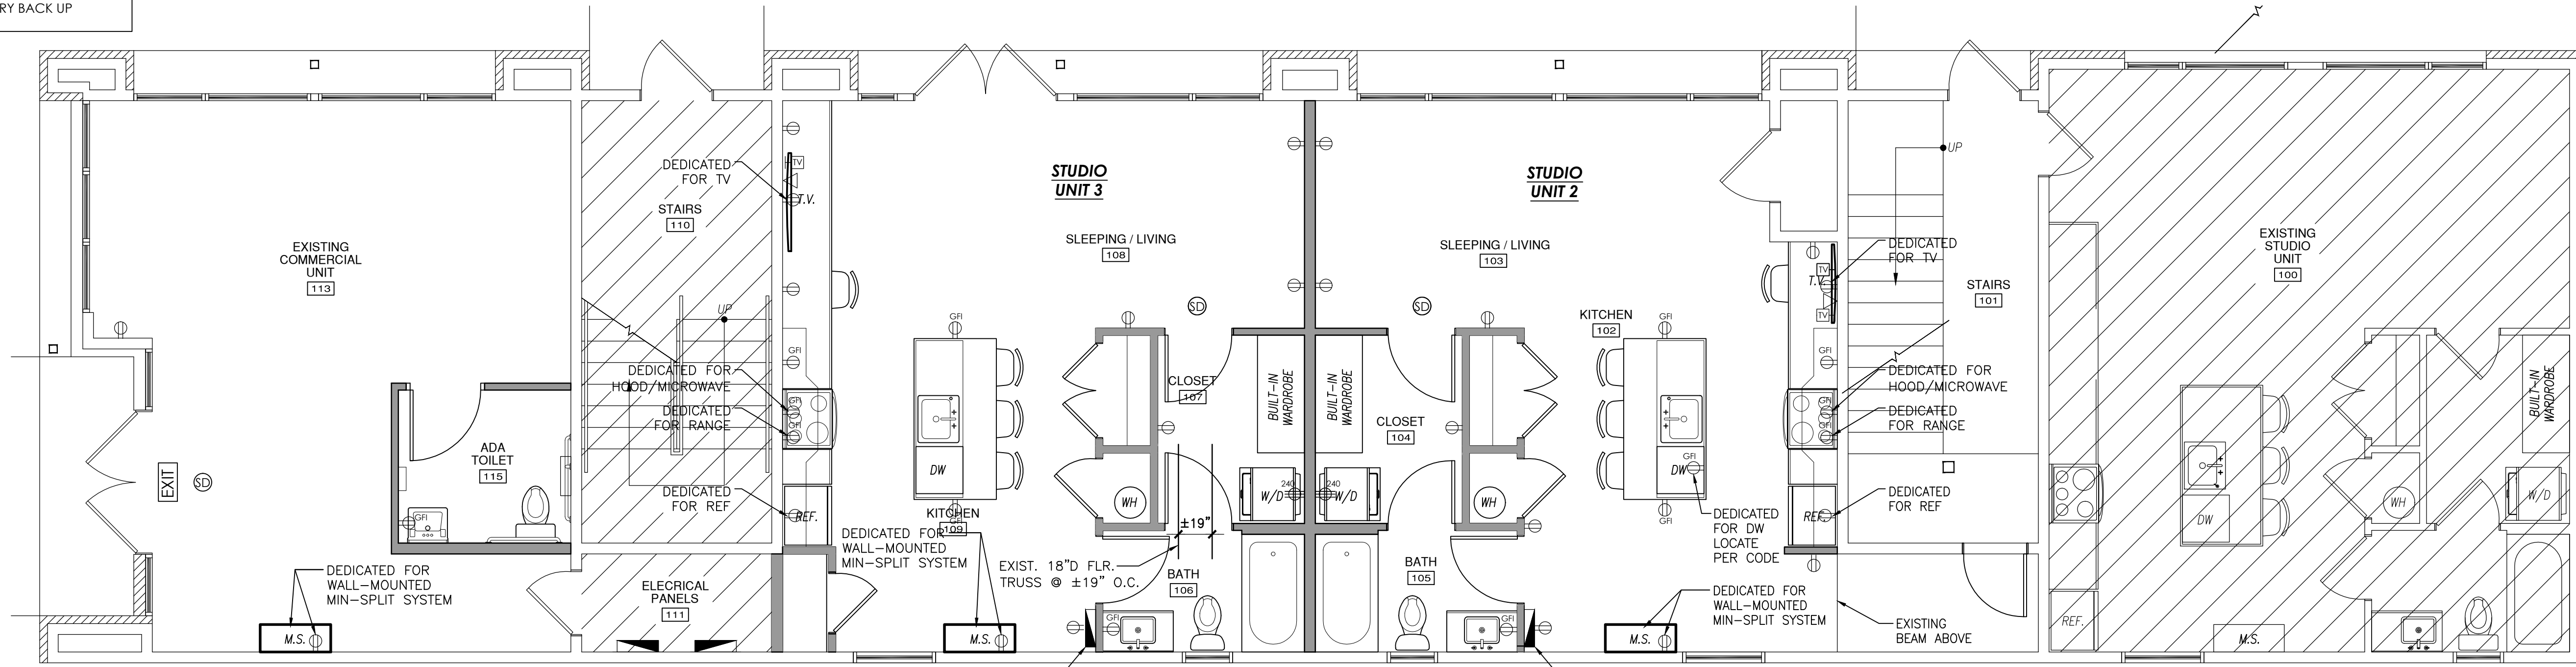 RY BACK UP
EXISTING
COMMERCIAL
UNIT
113
EXIT
SD
ADA
TOILET
115
GFI
DEDICATED FOR
WALL-MOUNTED
MIN-SPLIT SYSTEM
M.S.
DEDICATED
FOR TV
STAIRS
110
UP
DEDICATED FOR
HOOD/MICROWAVE
DEDICATED
FOR RANGE
DEDICATED
FOR REF
ELECRICAL
PANELS
111
TV
T.V.
GFI
GFI
GFI
REF.
STUDIO
UNIT 3
SLEEPING / LIVING
108
SD
GFI
DW
KITCHEN
109
GFI
DEDICATED FOR
WALL-MOUNTED
MIN-SPLIT SYSTEM
M.S.
CLOSET
107
WH
BUILT-IN
WARDROBE
240
W/D
±19"
EXIST. 18"D FLR.
TRUSS @ ±19" O.C.
BATH
106
GFI
STUDIO
UNIT 2
SLEEPING / LIVING
103
SD
BUILT-IN
WARDROBE
CLOSET
104
240
W/D
WH
BATH
105
GFI
KITCHEN
102
GFI
DW
GFI
GFI
DEDICATED
FOR DW
LOCATE
PER CODE
DEDICATED FOR
WALL-MOUNTED
MIN-SPLIT SYSTEM
M.S.
TV
T.V.
TV
GFI
GFI
GFI
REF.
DEDICATED
FOR TV
DEDICATED FOR
HOOD/MICROWAVE
DEDICATED
FOR RANGE
DEDICATED
FOR REF
EXISTING
BEAM ABOVE
UP
STAIRS
101
EXISTING
STUDIO
UNIT
100
BUILT-IN
WARDROBE
DW
WH
W/D
REF.
M.S.